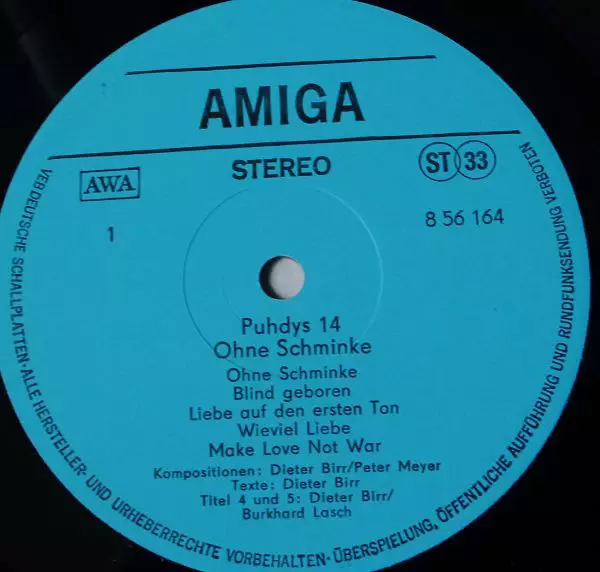 AMIGA
STEREO
AWA
ST 33
1
8 56 164
Puhdys 14
Ohne Schminke
Ohne Schminke
Blind geboren
Liebe auf den ersten Ton
Wieviel Liebe
Make Love Not War
Kompositionen: Dieter Birr/Peter Meyer
Texte: Dieter Birr
Titel 4 und 5: Dieter Birr/
Burkhard Lasch
VEB DEUTSCHE SCHALLPLATTEN · ALLE HERSTELLER- UND URHEBERRECHTE VORBEHALTEN · ÜBERSPIELUNG, ÖFFENTLICHE AUFFÜHRUNG UND RUNDFUNKSENDUNG VERBOTEN